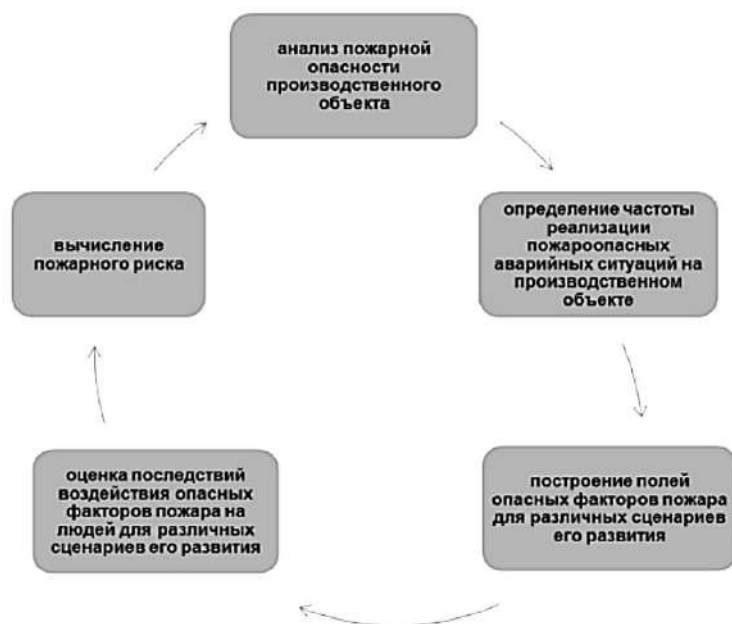 анализ пожарной
опасности
производственного
объекта
определение частоты
реализации
пожароопасных
аварийных ситуаций на
производственном
объекте
построение полей
опасных факторов пожара
для различных сценариев
его развития
оценка последствий
воздействия опасных
факторов пожара на
людей для различных
сценариев его развития
вычисление
пожарного риска